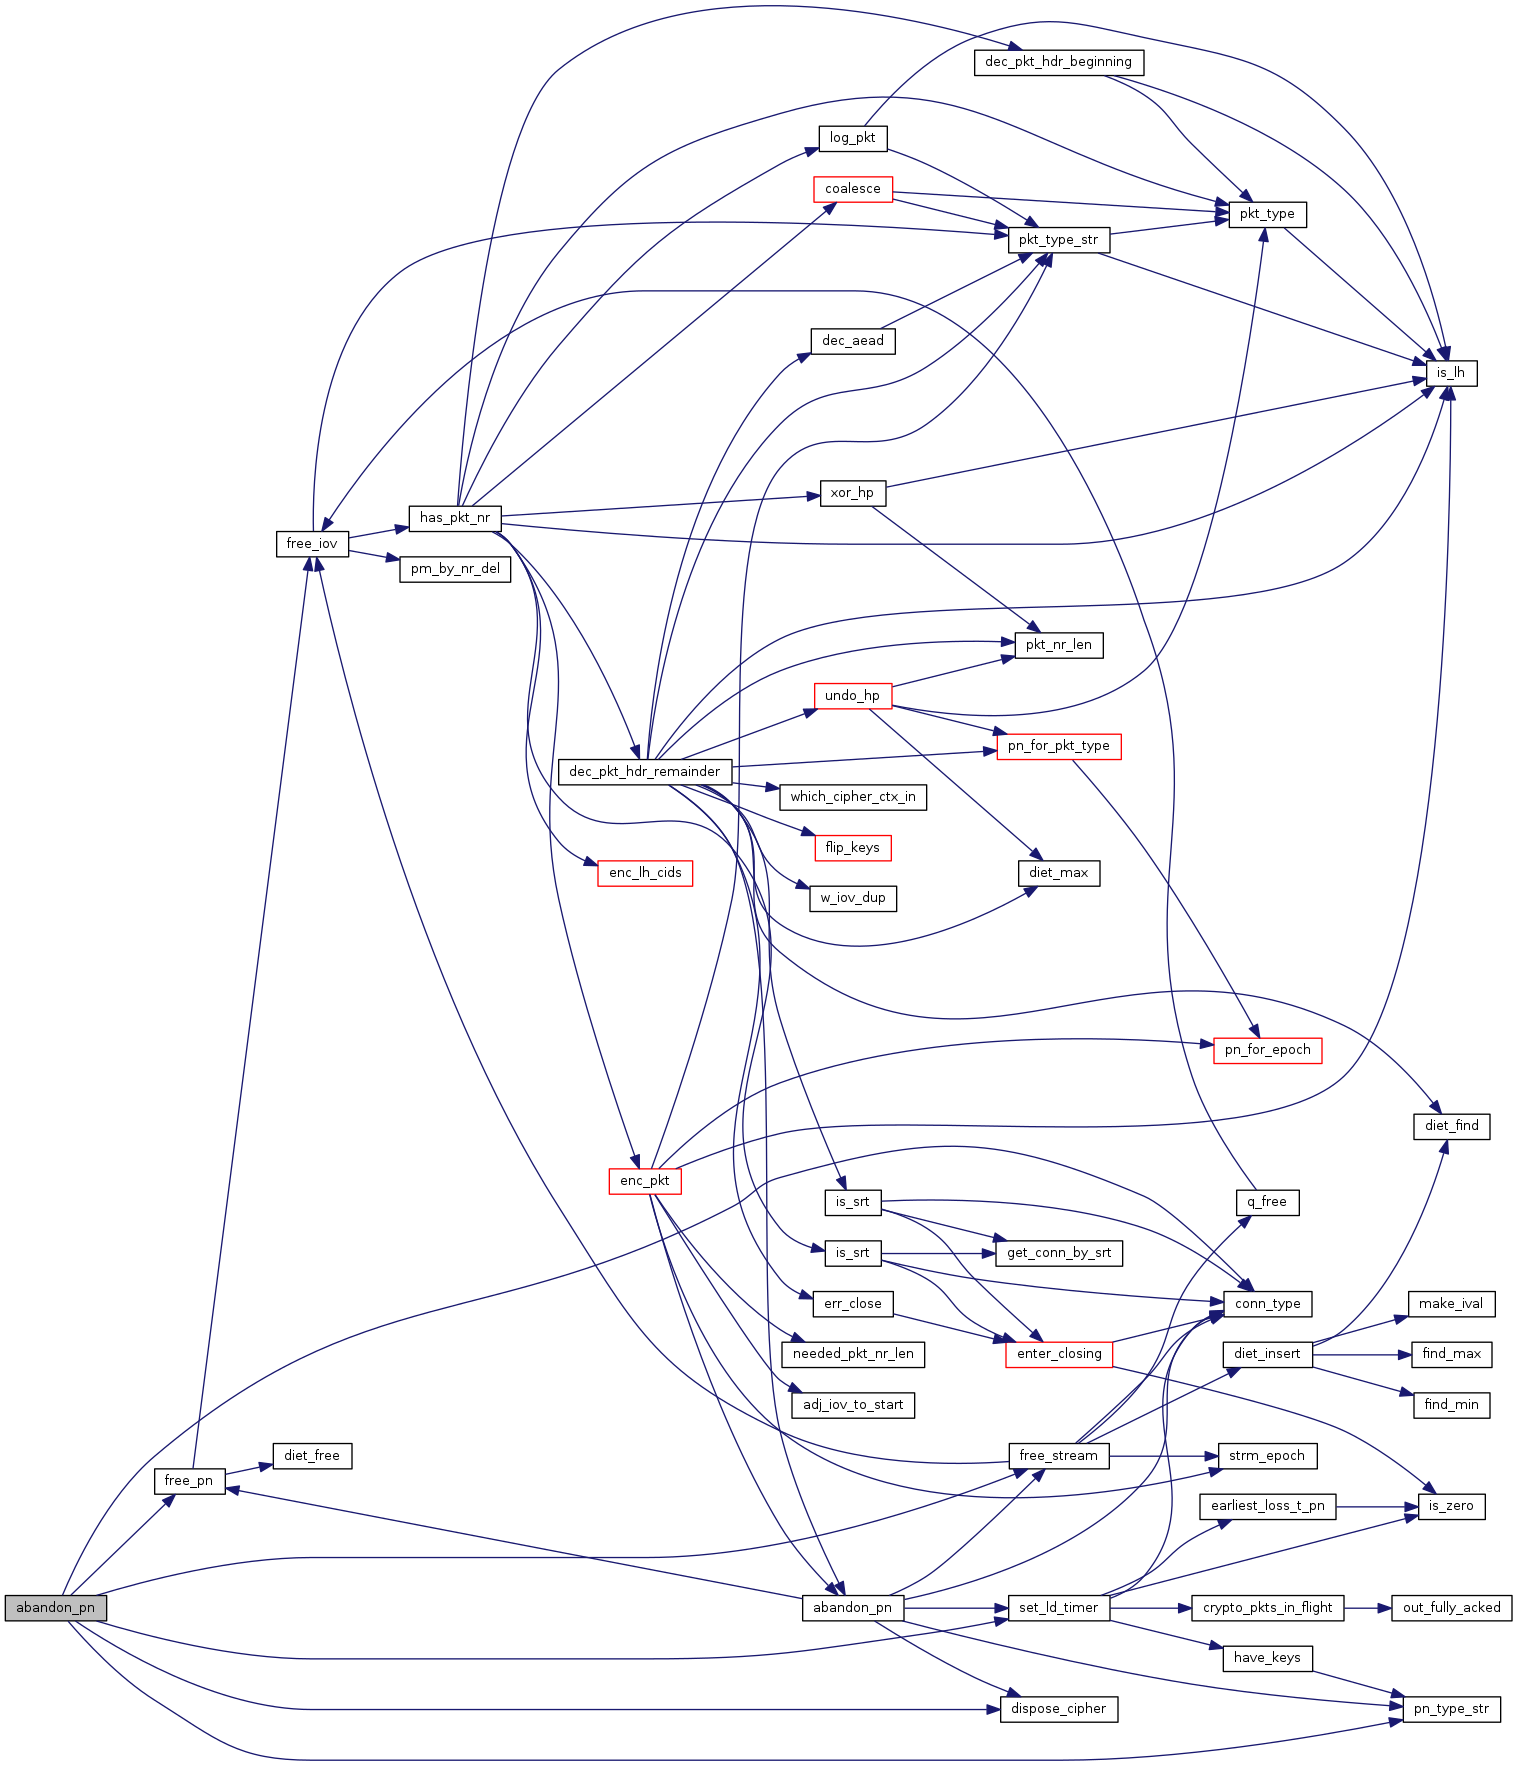 dec_pkt_hdr_beginning
log_pkt
coalesce
pkt_type
pkt_type_str
dec_aead
is_lh
xor_hp
has_pkt_nr
free_iov
pm_by_nr_del
pkt_nr_len
undo_hp
pn_for_pkt_type
dec_pkt_hdr_remainder
which_cipher_ctx_in
flip_keys
enc_lh_cids
diet_max
w_iov_dup
pn_for_epoch
diet_find
enc_pkt
is_srt
q_free
is_srt
get_conn_by_srt
err_close
conn_type
make_ival
needed_pkt_nr_len
enter_closing
diet_insert
find_max
adj_iov_to_start
find_min
diet_free
free_stream
strm_epoch
free_pn
earliest_loss_t_pn
is_zero
abandon_pn
abandon_pn
set_ld_timer
crypto_pkts_in_flight
out_fully_acked
have_keys
dispose_cipher
pn_type_str